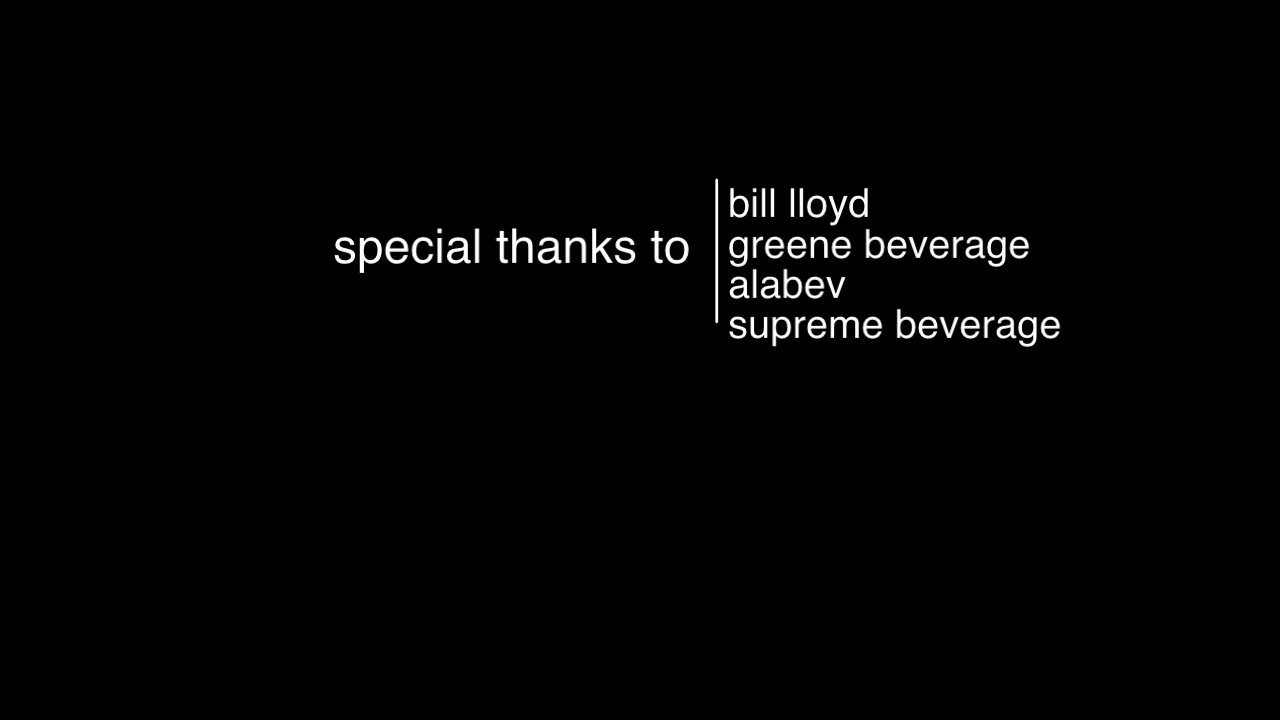 special thanks to
bill lloyd
greene beverage
alabev
supreme beverage